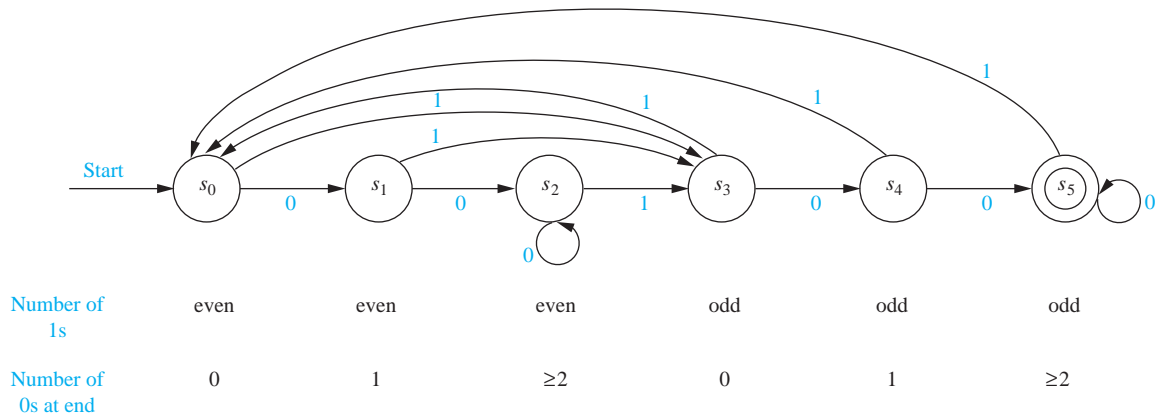 1
1
1
1
1
Start
s0
s1
s2
s3
s4
s5
0
0
1
0
0
0
0
Number of
1s
even
even
even
odd
odd
odd
Number of
0s at end
0
1
≥2
0
1
≥2